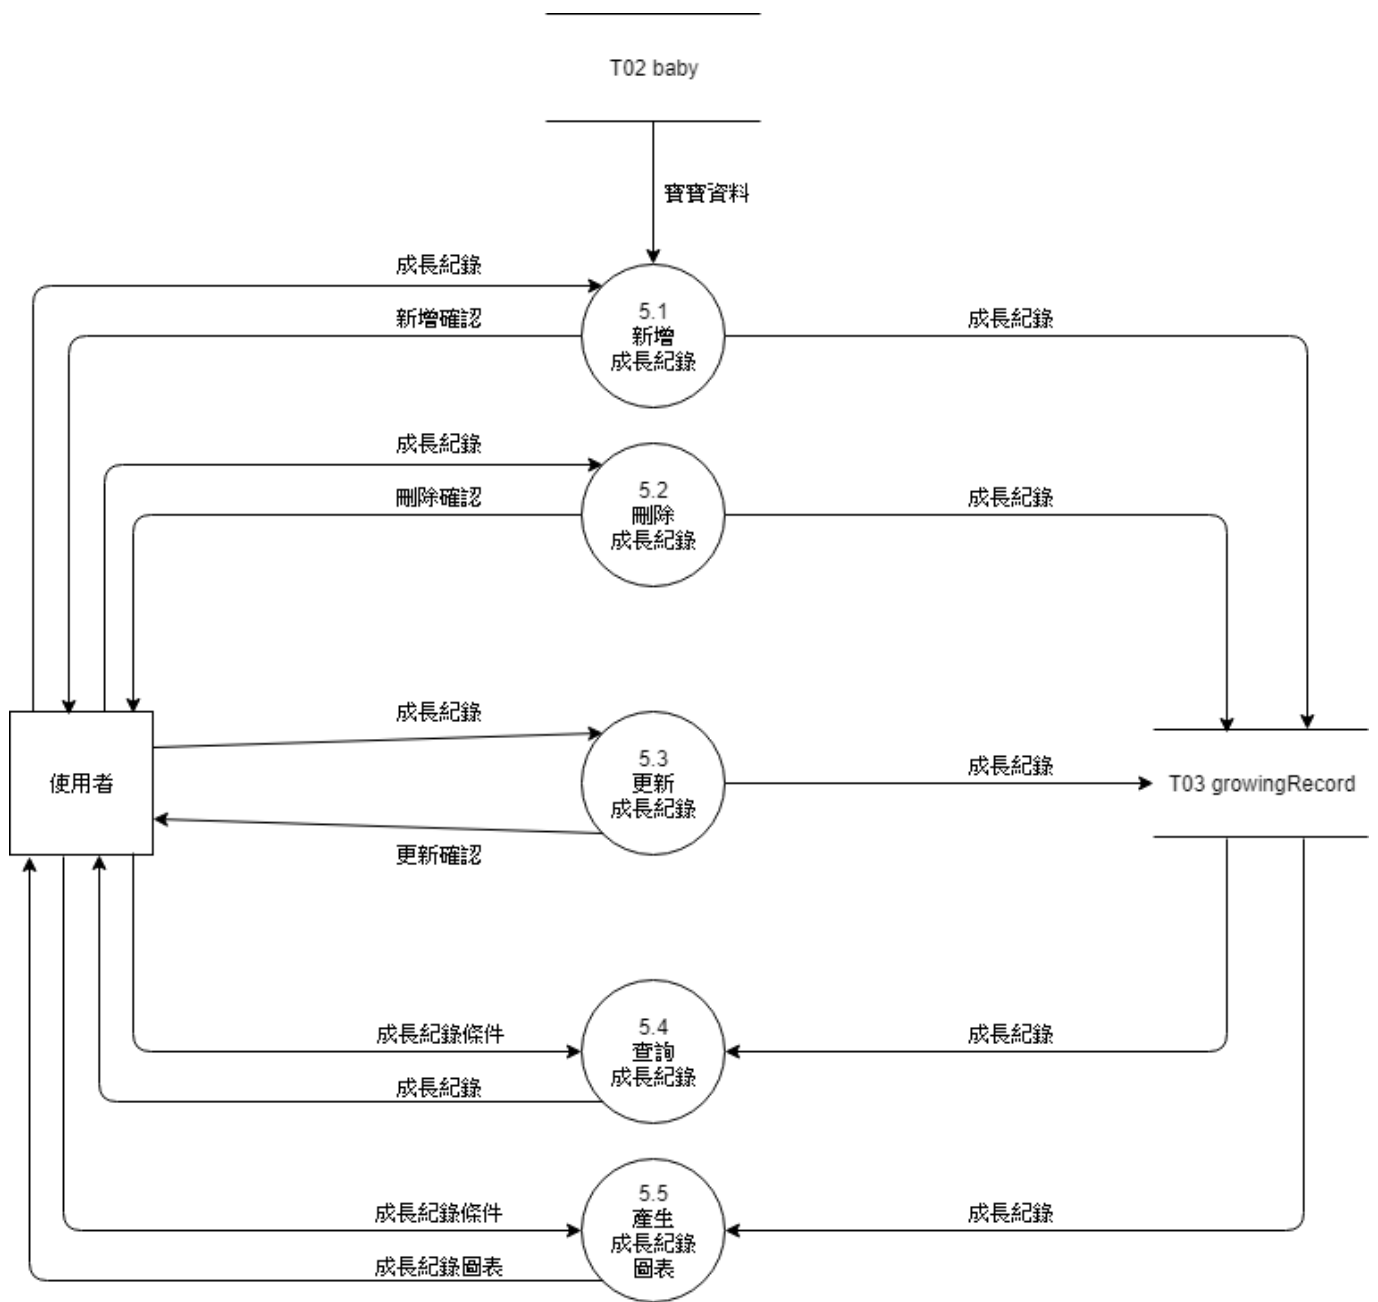 T02 baby
寶寶資料
成長紀錄
新增確認
5.1
新增
成長紀錄
成長紀錄
成長紀錄
刪除確認
5.2
刪除
成長紀錄
成長紀錄
使用者
成長紀錄
更新確認
5.3
更新
成長紀錄
成長紀錄
T03 growingRecord
成長紀錄條件
成長紀錄
5.4
查詢
成長紀錄
成長紀錄
成長紀錄條件
成長紀錄圖表
5.5
產生
成長紀錄
圖表
成長紀錄